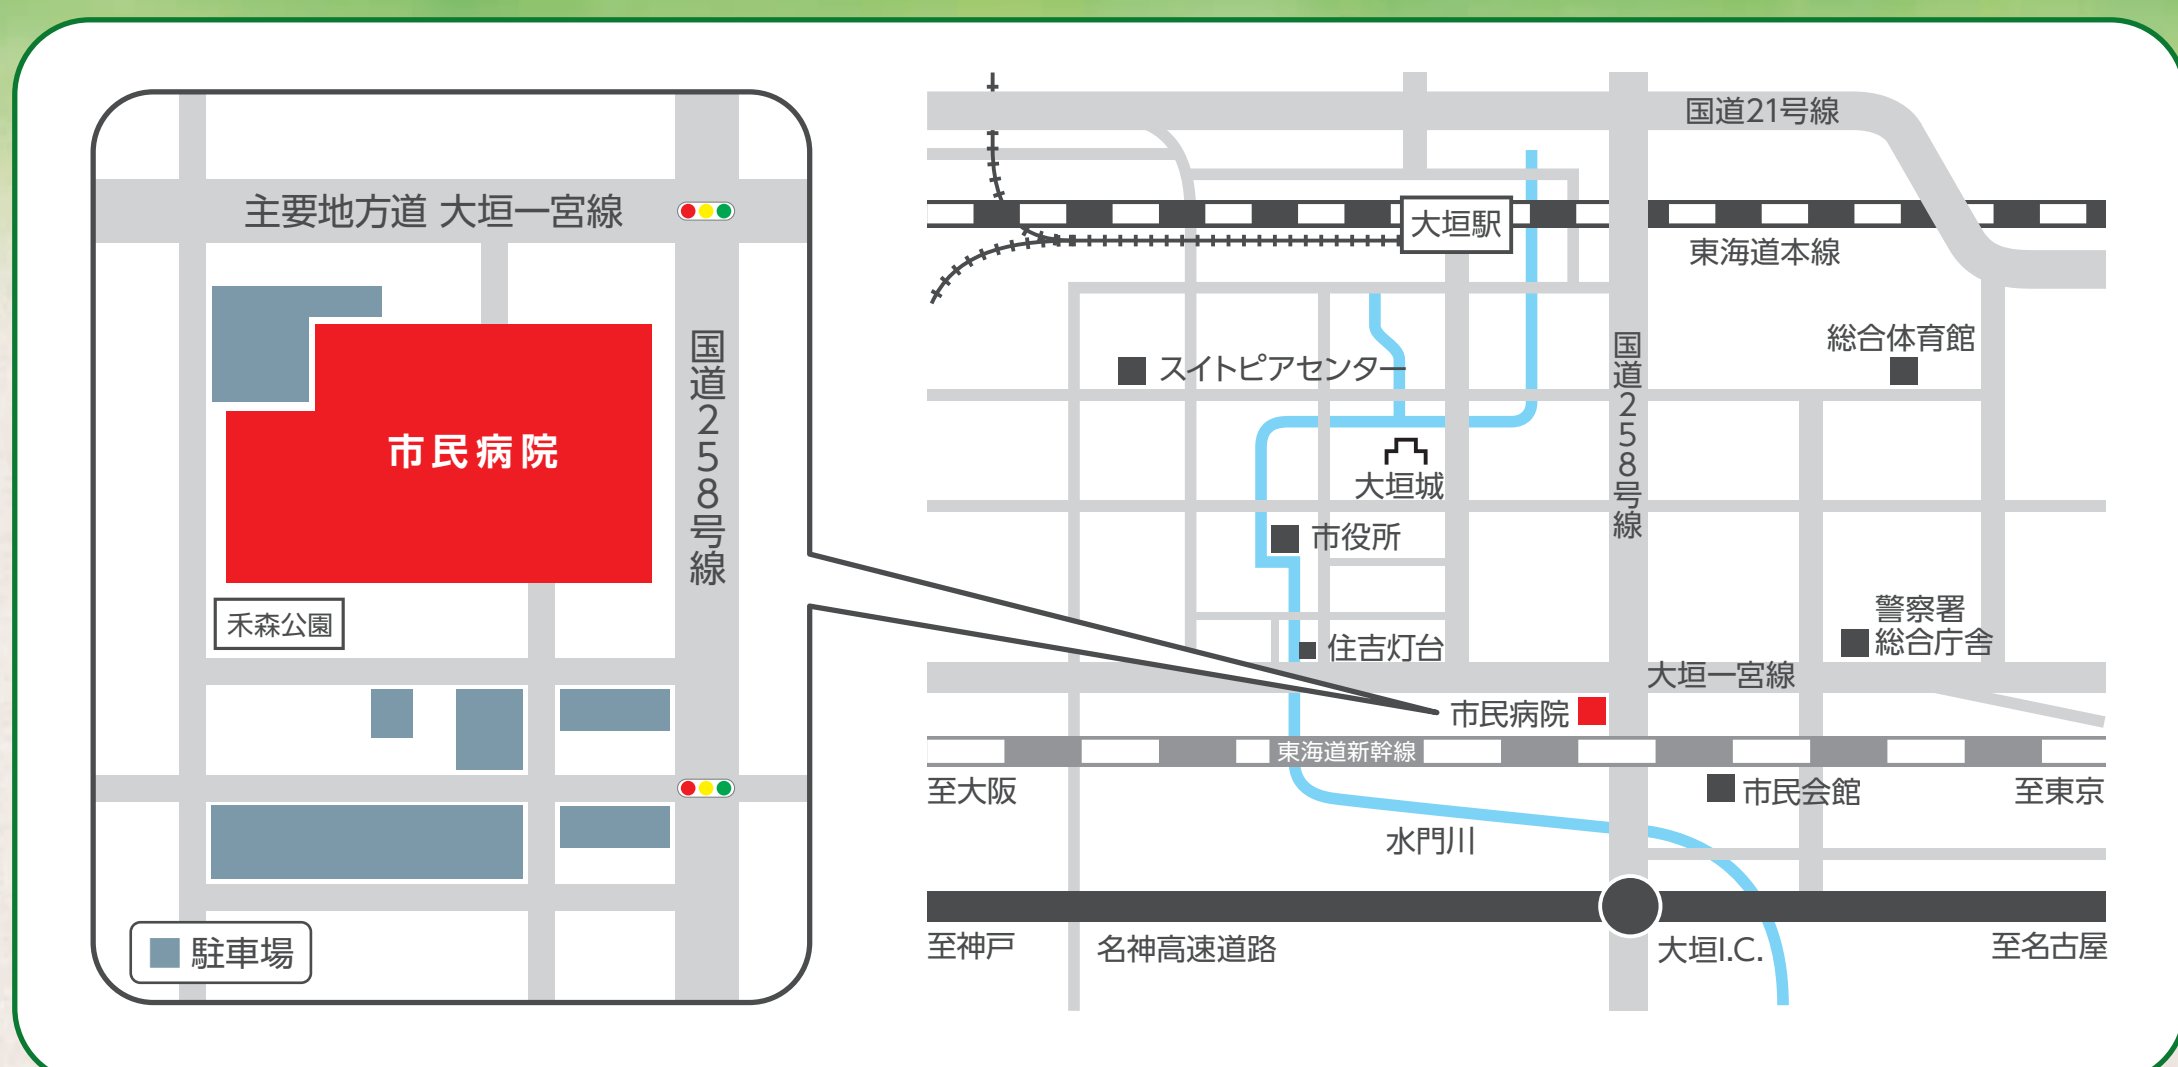 主要地方道 大垣一宮線
国道258号線
市民病院
禾森公園
駐車場
国道21号線
大垣駅
東海道本線
総合体育館
スイトピアセンター
国道258号線
大垣城
市役所
警察署
総合庁舎
住吉灯台
大垣一宮線
市民病院
東海道新幹線
至大阪
市民会館
至東京
水門川
至神戸
名神高速道路
大垣I.C.
至名古屋